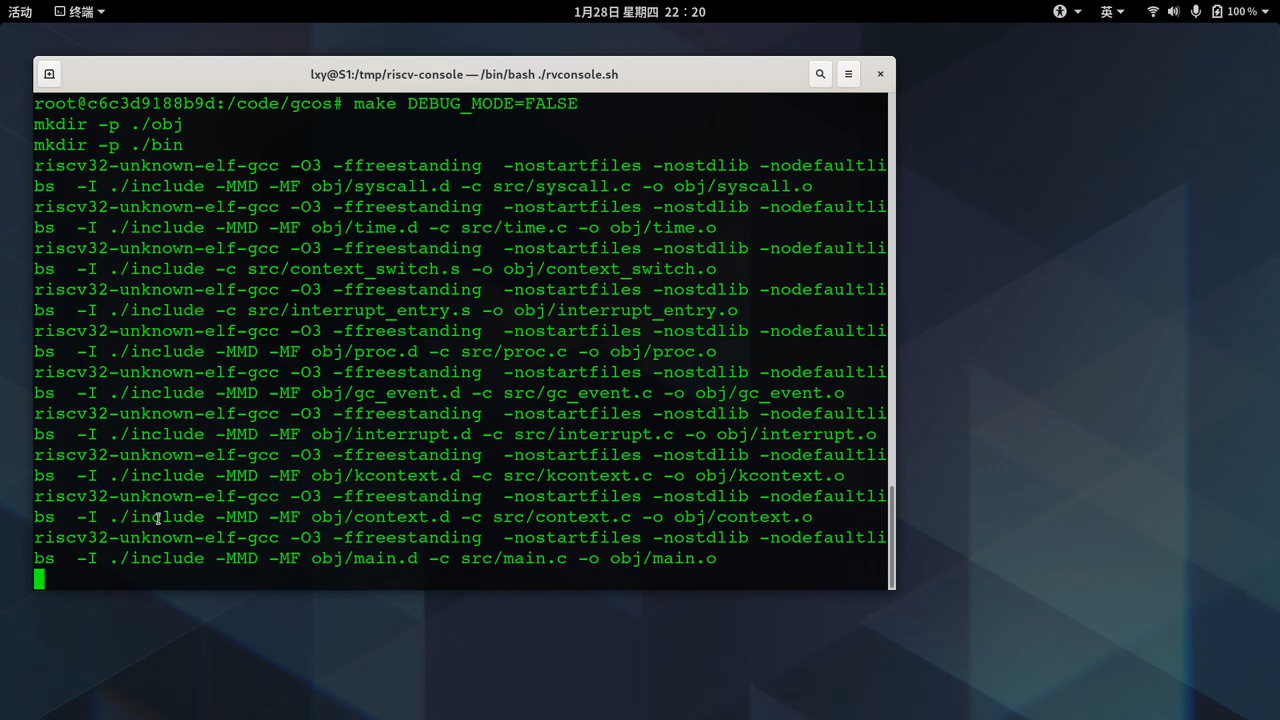 活动 终端 1月28日 星期四 22：20 英 100 %
lxy@S1:/tmp/riscv-console — /bin/bash ./rvconsole.sh
root@c6c3d9188b9d:/code/gcos# make DEBUG_MODE=FALSE
mkdir -p ./obj
mkdir -p ./bin
riscv32-unknown-elf-gcc -O3 -ffreestanding  -nostartfiles -nostdlib -nodefaultli
bs  -I ./include -MMD -MF obj/syscall.d -c src/syscall.c -o obj/syscall.o
riscv32-unknown-elf-gcc -O3 -ffreestanding  -nostartfiles -nostdlib -nodefaultli
bs  -I ./include -MMD -MF obj/time.d -c src/time.c -o obj/time.o
riscv32-unknown-elf-gcc -O3 -ffreestanding  -nostartfiles -nostdlib -nodefaultli
bs  -I ./include -c src/context_switch.s -o obj/context_switch.o
riscv32-unknown-elf-gcc -O3 -ffreestanding  -nostartfiles -nostdlib -nodefaultli
bs  -I ./include -c src/interrupt_entry.s -o obj/interrupt_entry.o
riscv32-unknown-elf-gcc -O3 -ffreestanding  -nostartfiles -nostdlib -nodefaultli
bs  -I ./include -MMD -MF obj/proc.d -c src/proc.c -o obj/proc.o
riscv32-unknown-elf-gcc -O3 -ffreestanding  -nostartfiles -nostdlib -nodefaultli
bs  -I ./include -MMD -MF obj/gc_event.d -c src/gc_event.c -o obj/gc_event.o
riscv32-unknown-elf-gcc -O3 -ffreestanding  -nostartfiles -nostdlib -nodefaultli
bs  -I ./include -MMD -MF obj/interrupt.d -c src/interrupt.c -o obj/interrupt.o
riscv32-unknown-elf-gcc -O3 -ffreestanding  -nostartfiles -nostdlib -nodefaultli
bs  -I ./include -MMD -MF obj/kcontext.d -c src/kcontext.c -o obj/kcontext.o
riscv32-unknown-elf-gcc -O3 -ffreestanding  -nostartfiles -nostdlib -nodefaultli
bs  -I ./include -MMD -MF obj/context.d -c src/context.c -o obj/context.o
riscv32-unknown-elf-gcc -O3 -ffreestanding  -nostartfiles -nostdlib -nodefaultli
bs  -I ./include -MMD -MF obj/main.d -c src/main.c -o obj/main.o